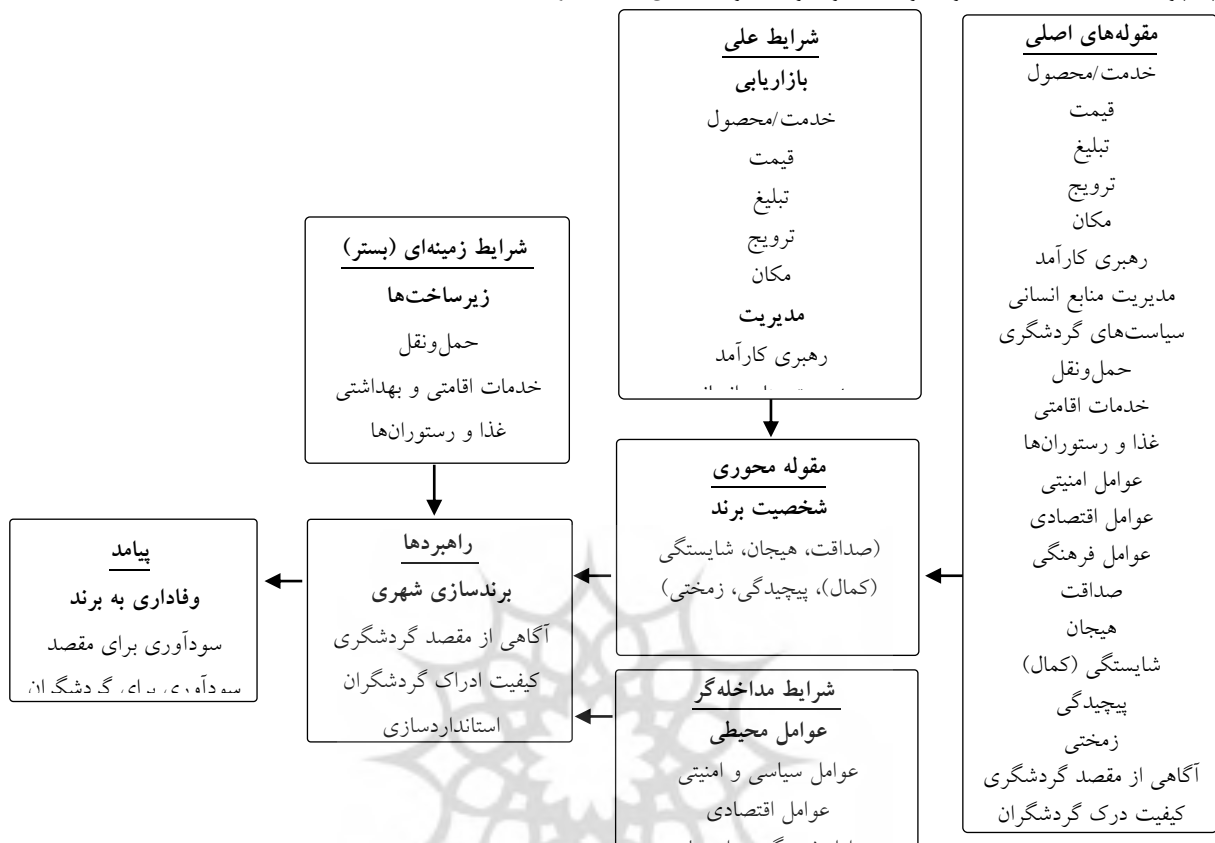 مقوله‌های اصلی
خدمت/محصول
قیمت
تبلیغ
ترویج
مکان
رهبری کارآمد
مدیریت منابع انسانی
سیاست‌های گردشگری
حمل‌ونقل
خدمات اقامتی
غذا و رستوران‌ها
عوامل امنیتی
عوامل اقتصادی
عوامل فرهنگی
صداقت
هیجان
شایستگی (کمال)
پیچیدگی
زمختی
آگاهی از مقصد گردشگری
کیفیت درک گردشگران
شرایط علی
بازاریابی
خدمت/محصول
قیمت
تبلیغ
ترویج
مکان
مدیریت
رهبری کارآمد
مقوله محوری
شخصیت برند
(صداقت، هیجان، شایستگی
(کمال)، پیچیدگی، زمختی)
شرایط مداخله‌گر
عوامل محیطی
عوامل سیاسی و امنیتی
عوامل اقتصادی
شرایط زمینه‌ای (بستر)
زیرساخت‌ها
حمل‌ونقل
خدمات اقامتی و بهداشتی
غذا و رستوران‌ها
راهبردها
برندسازی شهری
آگاهی از مقصد گردشگری
کیفیت ادراک گردشگران
استانداردسازی
پیامد
وفاداری به برند
سودآوری برای مقصد
سودآوری برای گردشگران